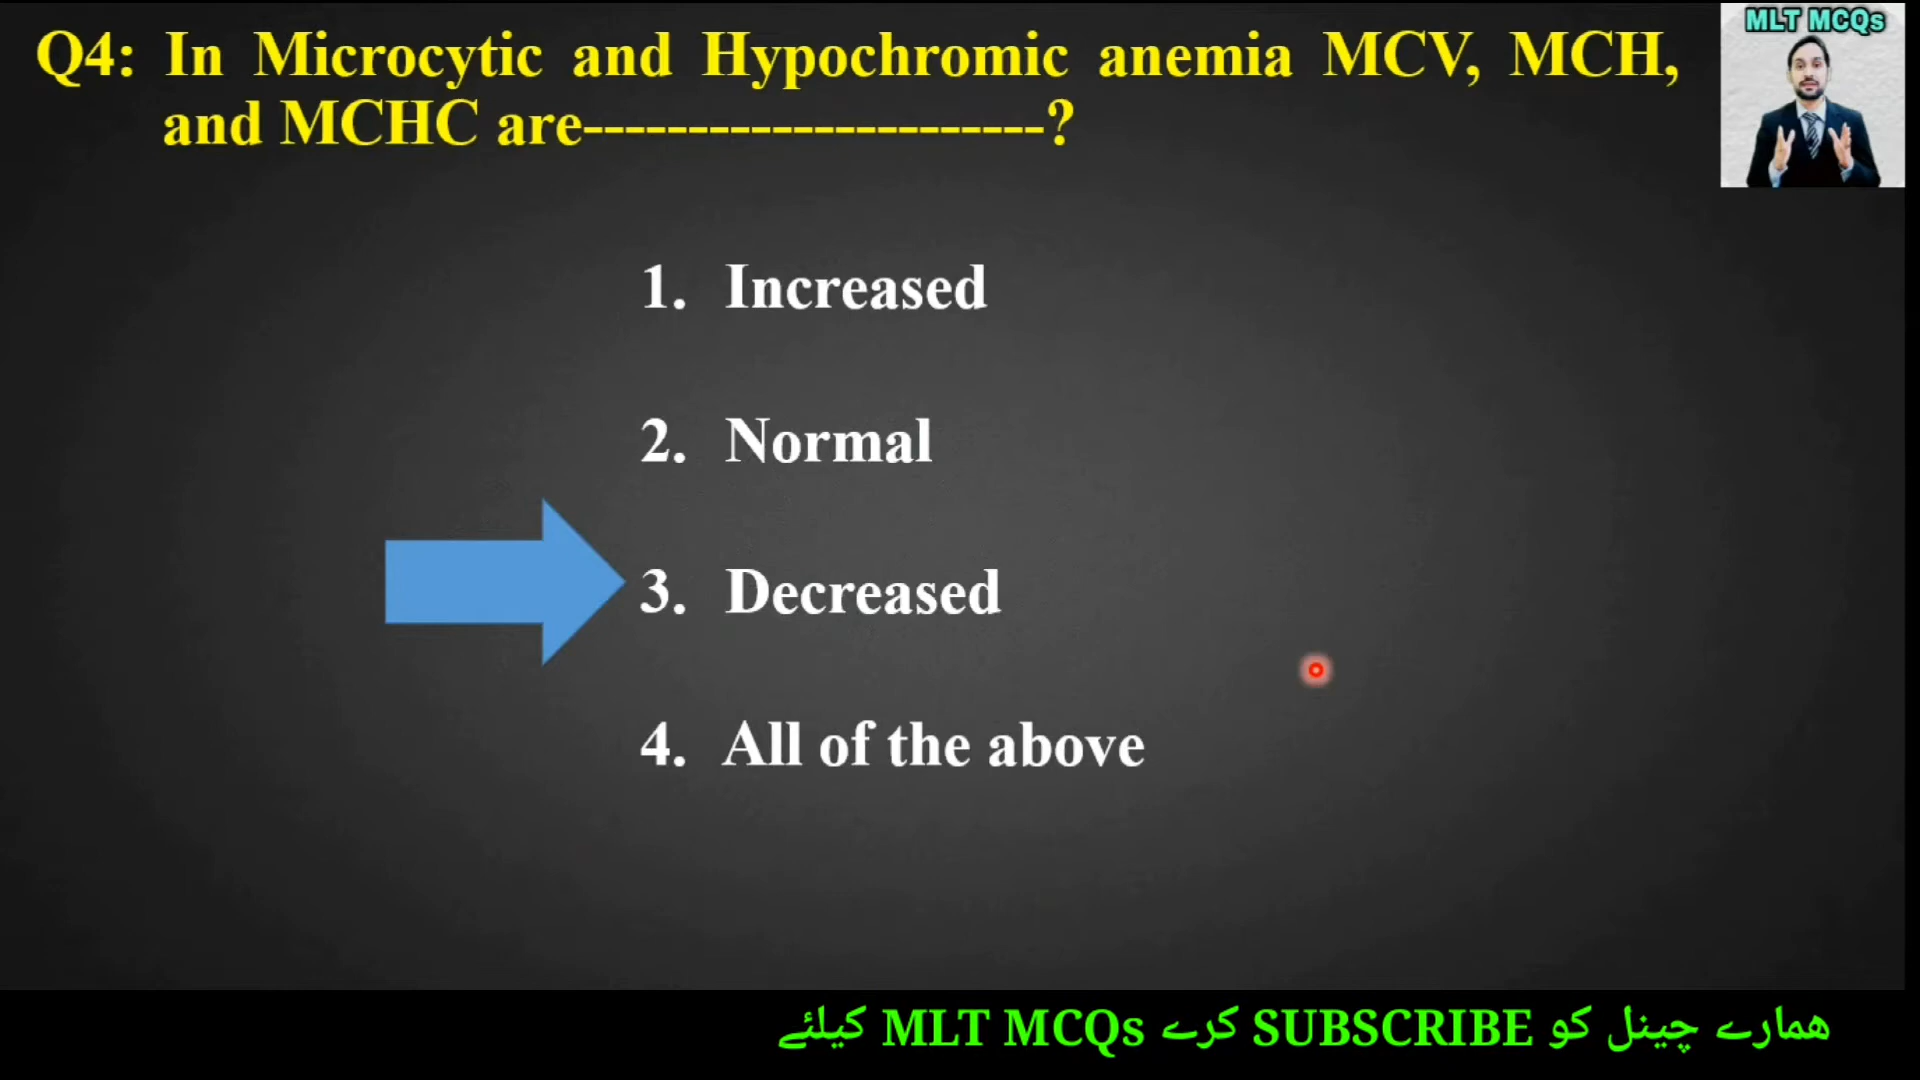 Q4: In Microcytic and Hypochromic anemia MCV, MCH,
and MCHC are----------------------?
MLT MCQs
1. Increased
2. Normal
3. Decreased
4. All of the above
همارے چینل کو SUBSCRIBE کرے MLT MCQs کیلئے